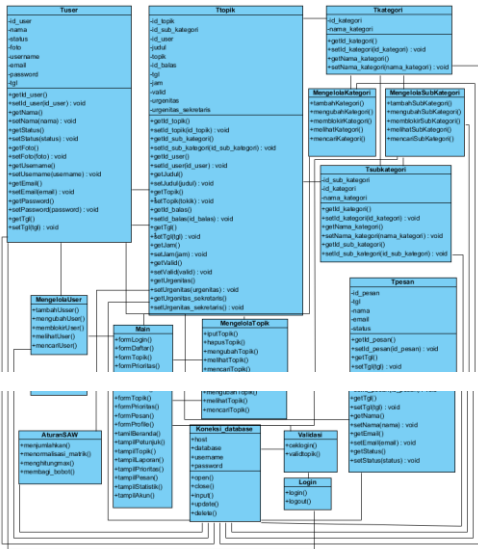 Tuser
-id_user
-nama
-status
-foto
-username
-email
-password
-tgl
+getId_user()
+setId_user(id_user) : void
+getNama()
+setNama(nama) : void
+getStatus()
+setStatus(status) : void
+getFoto()
+setFoto(foto) : void
+getUsername()
+setUsername(username) : void
+getEmail()
+setEmail(email) : void
+getPassword()
+setPassword(password) : void
+getTgl()
+setTgl(tgl) : void
Ttopik
-id_topik
-id_sub_kategori
-id_user
-judul
-topik
-id_balas
-tgl
-jam
-valid
-urgenitas
-urgenitas_sekretaris
+getId_topik()
+setId_topik(id_topik) : void
+getId_sub_kategori()
+setId_sub_kategori(id_sub_kategori) : void
+getId_user()
+setId_user(id_user) : void
+getJudul()
+setJudul(judul) : void
+getTopik()
+setTopik(tokik) : void
+getId_balas()
+setId_balas(id_balas) : void
+getTgl()
+setTgl(tgl) : void
+getJam()
+setJam(jam) : void
+getValid()
+setValid(valid) : void
+getUrgenitas()
+setUrgenitas(urgenitas) : void
+getUrgenitas_sekretaris()
+setUrgenitas_sekretaris() : void
Tkategori
-id_kategori
-nama_kategori
+getId_kategori()
+setId_kategori(id_kategori) : void
+getNama_kategori()
+setNama_kategori(nama_kategori) : void
MengelolaKategori
+tambahKategori()
+mengubahKategori()
+memblokirKategori()
+melihatKategori()
+mencariKategori()
MengelolaSubKategori
+tambahSubKategori()
+mengubahSubKategori()
+memblokirSubKategori()
+melihatSubKategori()
+mencariSubKategori()
Tsubkategori
-id_sub_kategori
-id_kategori
-nama_kategori
+getId_kategori()
+setId_kategori(id_kategori) : void
+getNama_kategori()
+setNama_kategori(nama_kategori) : void
+getId_sub_kategori()
+setId_sub_kategori(id_sub_kategori) : void
Tpesan
-id_pesan
-tgl
-nama
-email
-status
+getId_pesan()
+setId_pesan(id_pesan) : void
+getTgl()
+setTgl(tgl) : void
MengelolaUser
+tambahUsser()
+mengubahUser()
+memblokirUser()
+melihatUser()
+mencariUser()
Main
+formLogin()
+formDaftar()
+formTopik()
+formPrioritas()
MengelolaTopik
+iputTopik()
+hepusTopik()
+mengubahTopik()
+melihatTopik()
+mencariTopik()
+formTopik()
+formPrioritas()
+formPesan()
+formProfile()
+tampilBeranda()
+tampilPetunjuk()
+tampilTopik()
+tampilLaporan()
+tampilPrioritas()
+tampilPesan()
+tampilStatistik()
+tampilAkun()
+mengubahTopik()
+melihatTopik()
+mencariTopik()
+getTgl()
+setTgl(tgl) : void
+getNama()
+setNama(nama) : void
+getEmail()
+setEmail(email) : void
+getStatus()
+setStatus(status) : void
AturanSAW
+menjumlahkan()
+menormalisasi_matrik()
+menghitungmax()
+membagi_bobot()
Koneksi_database
+host
+database
+username
+password
+open()
+close()
+input()
+update()
+delete()
Validasi
+ceklogin()
+validtopik()
Login
+login()
+logout()